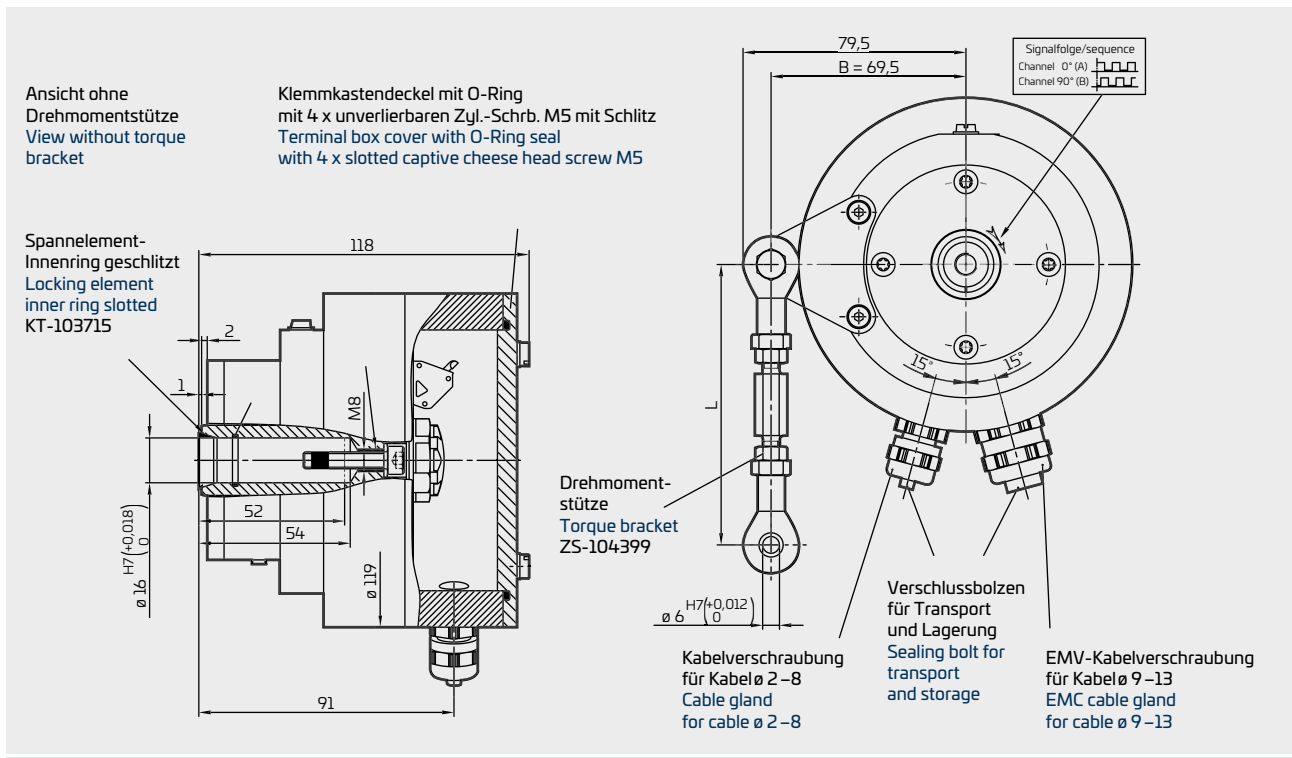 Ansicht ohne
Drehmomentstütze
View without torque
bracket
Klemmkastendeckel mit O-Ring
mit 4 x unverlierbaren Zyl.-Schrb. M5 mit Schlitz
Terminal box cover with O-Ring seal
with 4 x slotted captive cheese head screw M5
Spannelement-
Innenring geschlitzt
Locking element
inner ring slotted
KT-103715
118
2
1
M8
52
54
ø 16 H7 (+0,018 0)
ø 119
91
79,5
B = 69,5
Signalfolge/sequence
Channel 0° (A)
Channel 90° (B)
15°
15°
L
Drehmoment-
stütze
Torque bracket
ZS-104399
ø 6 H7 (+0,012 0)
Kabelverschraubung
für Kabel ø 2–8
Cable gland
for cable ø 2–8
Verschlussbolzen
für Transport
und Lagerung
Sealing bolt for
transport
and storage
EMV-Kabelverschraubung
für Kabel ø 9–13
EMC cable gland
for cable ø 9–13